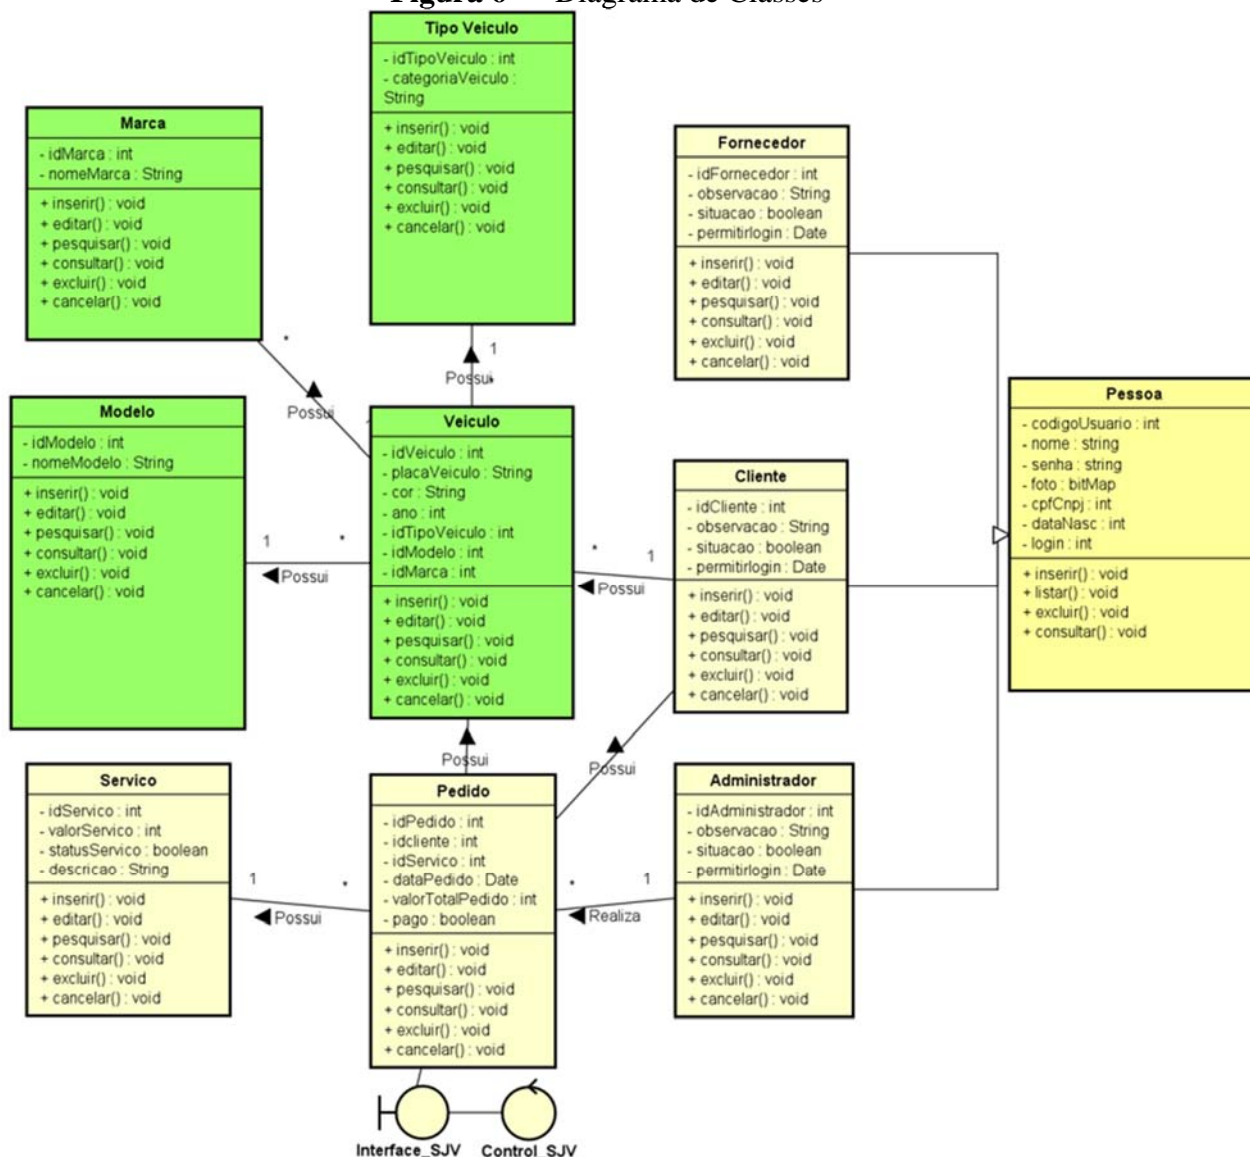 Figura 6 – Diagrama de Classes
Tipo Veiculo
- idTipoVeiculo : int
- categoriaVeiculo :
String
+ inserir() : void
+ editar() : void
+ pesquisar() : void
+ consultar() : void
+ excluir() : void
+ cancelar() : void
Marca
- idMarca : int
- nomeMarca : String
+ inserir() : void
+ editar() : void
+ pesquisar() : void
+ consultar() : void
+ excluir() : void
+ cancelar() : void
Fornecedor
- idFornecedor : int
- observacao : String
- situacao : boolean
- permitirlogin : Date
+ inserir() : void
+ editar() : void
+ pesquisar() : void
+ consultar() : void
+ excluir() : void
+ cancelar() : void
*
Possui
1
Possui
*
Modelo
- idModelo : int
- nomeModelo : String
+ inserir() : void
+ editar() : void
+ pesquisar() : void
+ consultar() : void
+ excluir() : void
+ cancelar() : void
1
*
Possui
Veiculo
- idVeiculo : int
- placaVeiculo : String
- cor : String
- ano : int
- idTipoVeiculo : int
- idModelo : int
- idMarca : int
+ inserir() : void
+ editar() : void
+ pesquisar() : void
+ consultar() : void
+ excluir() : void
+ cancelar() : void
*
1
Possui
Cliente
- idCliente : int
- observacao : String
- situacao : boolean
- permitirlogin : Date
+ inserir() : void
+ editar() : void
+ pesquisar() : void
+ consultar() : void
+ excluir() : void
+ cancelar() : void
Pessoa
- codigoUsuario : int
- nome : string
- senha : string
- foto : bitMap
- cpfCnpj : int
- dataNasc : int
- login : int
+ inserir() : void
+ listar() : void
+ excluir() : void
+ consultar() : void
Possui
Possui
Servico
- idServico : int
- valorServico : int
- statusServico : boolean
- descricao : String
+ inserir() : void
+ editar() : void
+ pesquisar() : void
+ consultar() : void
+ excluir() : void
+ cancelar() : void
1
*
Possui
Pedido
- idPedido : int
- idcliente : int
- idServico : int
- dataPedido : Date
- valorTotalPedido : int
- pago : boolean
+ inserir() : void
+ editar() : void
+ pesquisar() : void
+ consultar() : void
+ excluir() : void
+ cancelar() : void
*
1
Realiza
Administrador
- idAdministrador : int
- observacao : String
- situacao : boolean
- permitirlogin : Date
+ inserir() : void
+ editar() : void
+ pesquisar() : void
+ consultar() : void
+ excluir() : void
+ cancelar() : void
Interface_SJV
Control_SJV